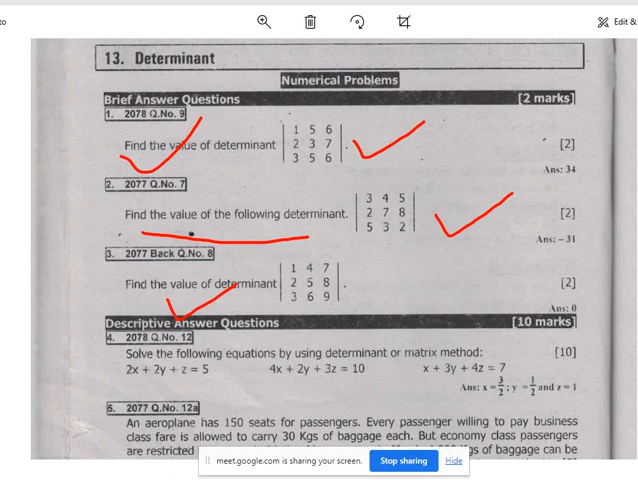 to
Edit &
13. Determinant
Numerical Problems
Brief Answer Questions [2 marks]
1. 2078 Q.No. 9
Find the value of determinant | 1 5 6 |
| 2 3 7 | . [2]
| 3 5 6 |
Ans: 34
2. 2077 Q.No. 7
Find the value of the following determinant. | 3 4 5 |
| 2 7 8 | [2]
| 5 3 2 |
Ans: – 31
3. 2077 Back Q.No. 8
Find the value of determinant | 1 4 7 |
| 2 5 8 | . [2]
| 3 6 9 |
Ans: 0
Descriptive Answer Questions [10 marks]
4. 2078 Q.No. 12
Solve the following equations by using determinant or matrix method: [10]
2x + 2y + z = 5 4x + 2y + 3z = 10 x + 3y + 4z = 7
Ans: x = 3/2 ; y = 1/2 and z = 1
5. 2077 Q.No. 12a
An aeroplane has 150 seats for passengers. Every passenger willing to pay business
class fare is allowed to carry 30 Kgs of baggage each. But economy class passengers
are restricted gs of baggage can be
meet.google.com is sharing your screen. Stop sharing Hide